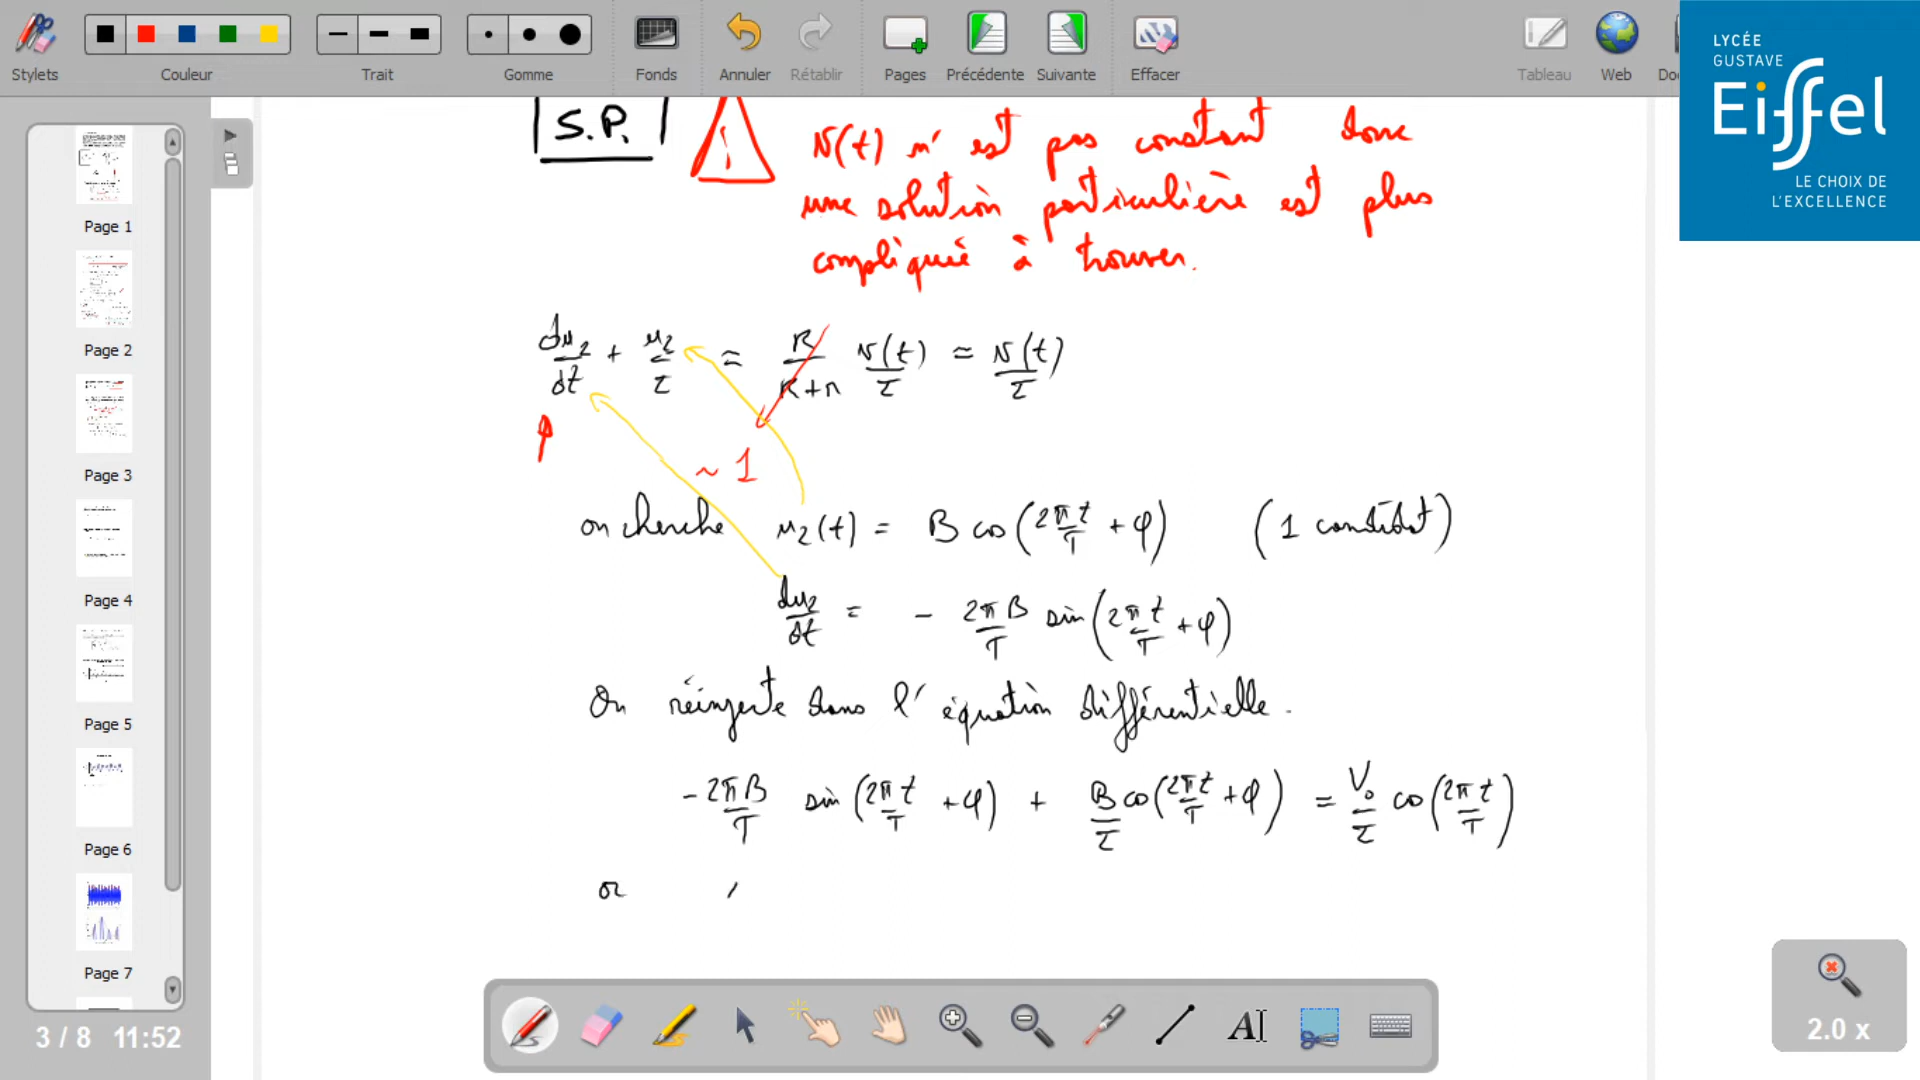 Stylets Couleur Trait Gomme Fonds Annuler Rétablir Pages Précédente Suivante Effacer Tableau Web
LYCÉE
GUSTAVE
Eiffel
LE CHOIX DE
L'EXCELLENCE
Page 1
Page 2
Page 3
Page 4
Page 5
Page 6
Page 7
3 / 8 11:52
S.P. ! v(t) n'est pas constant donc
une solution particulière est plus
compliquée à trouver.
du₂/dt + u₂/τ ≈ R/(R+r) v(t)/τ ≈ v(t)/τ
~ 1
on cherche u₂(t) = B cos(2πt/T + φ) (1 candidat)
du₂/dt = - 2πB/T sin(2πt/T + φ)
On réinjecte dans l'équation différentielle.
- 2πB/T sin(2πt/T + φ) + B/τ cos(2πt/T + φ) = V₀/τ cos(2πt/T)
or
2.0 x